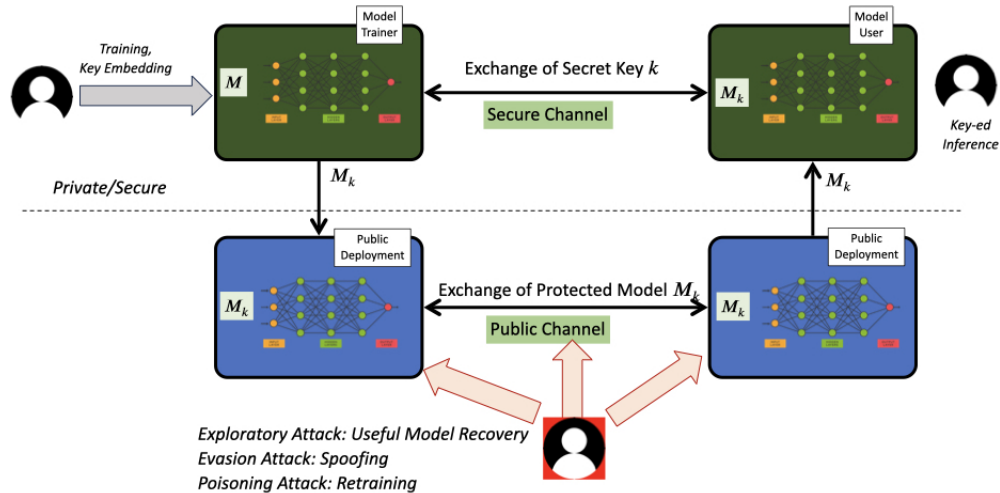 Model
Trainer
Model
User
Training,
Key Embedding
M
Exchange of Secret Key k
Secure Channel
M_k
Key-ed
Inference
Private/Secure
M_k
M_k
Public
Deployment
Public
Deployment
M_k
Exchange of Protected Model M_k
Public Channel
M_k
Exploratory Attack: Useful Model Recovery
Evasion Attack: Spoofing
Poisoning Attack: Retraining